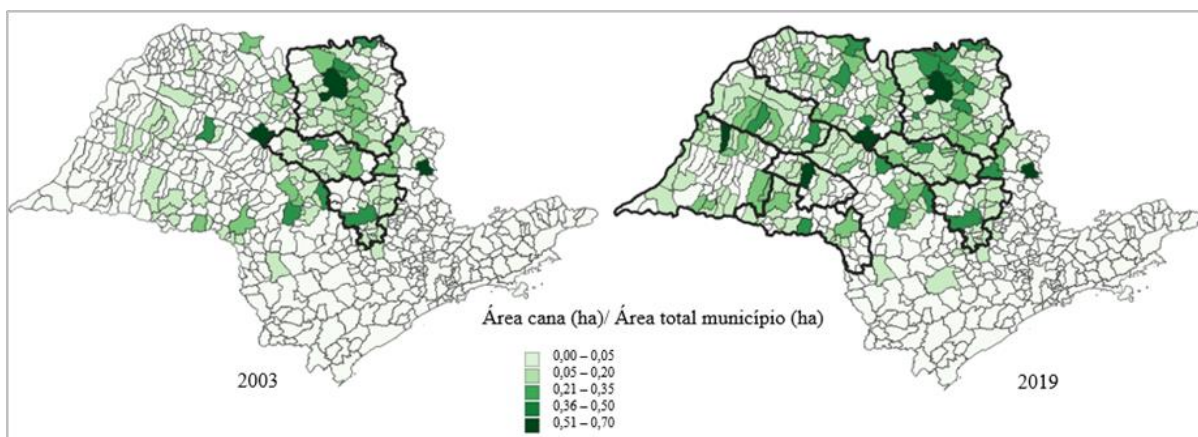 Área cana (ha)/ Área total município (ha)
0,00 – 0,05
0,05 – 0,20
0,21 – 0,35
0,36 – 0,50
0,51 – 0,70
2003
2019